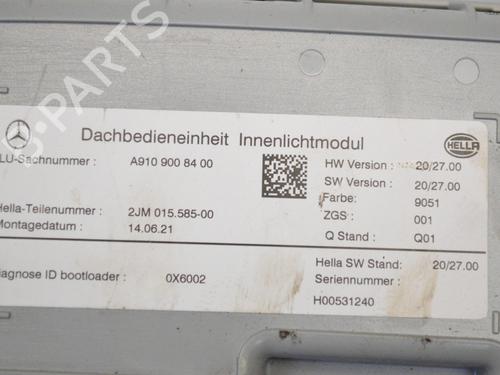 Dachbedieneinheit Innenlichtmodul
HELLA
LU-Sachnummer : A910 900 84 00
HW Version : 20/27.00
SW Version : 20/27.00
Farbe: 9051
Hella-Teilenummer : 2JM 015.585-00
ZGS: 001
Montagedatum : 14.06.21
Q Stand : Q01
Hella SW Stand: 20/27.00
iagnose ID bootloader : 0X6002
Seriennummer :
H00531240
B PARTS